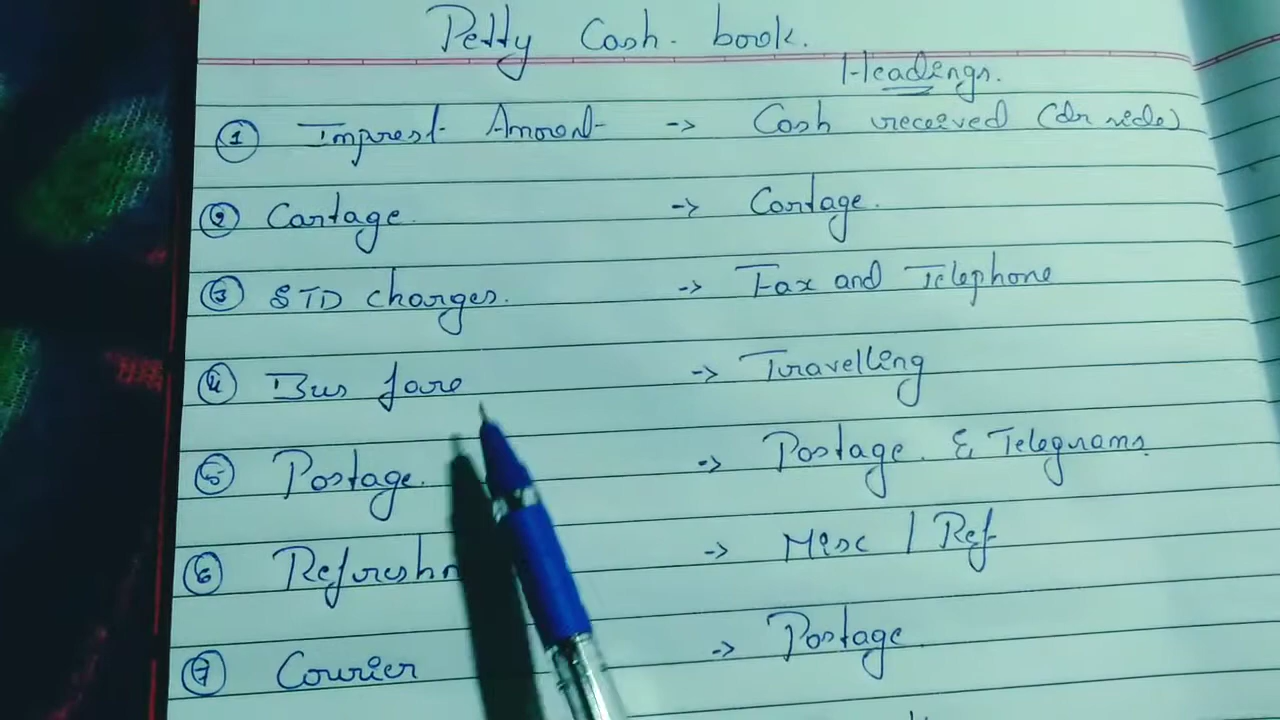 Petty Cash book.
Headings.
① Imprest Amount -> Cash received (dr side)
② Cartage. -> Cartage.
③ STD charges. -> Fax and Telephone
④ Bus fare -> Travelling
⑤ Postage. -> Postage & Telegrams.
⑥ Refreshm -> Misc / Ref
⑦ Courier -> Postage